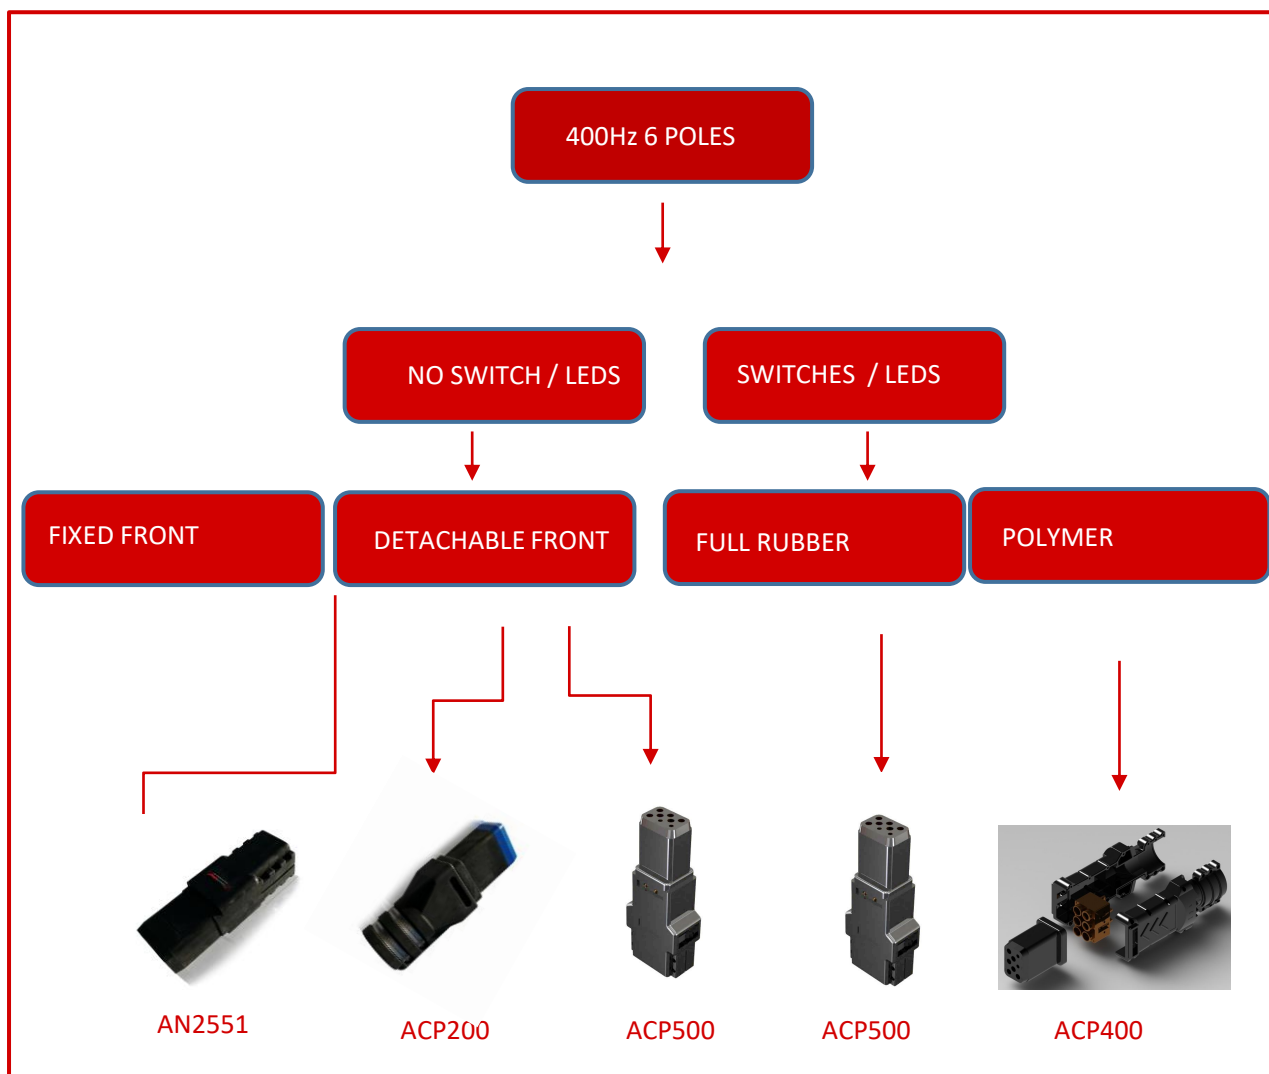 400Hz 6 POLES
NO SWITCH / LEDS
SWITCHES / LEDS
FIXED FRONT
DETACHABLE FRONT
FULL RUBBER
POLYMER
AN2551
ACP200
ACP500
ACP500
ACP400